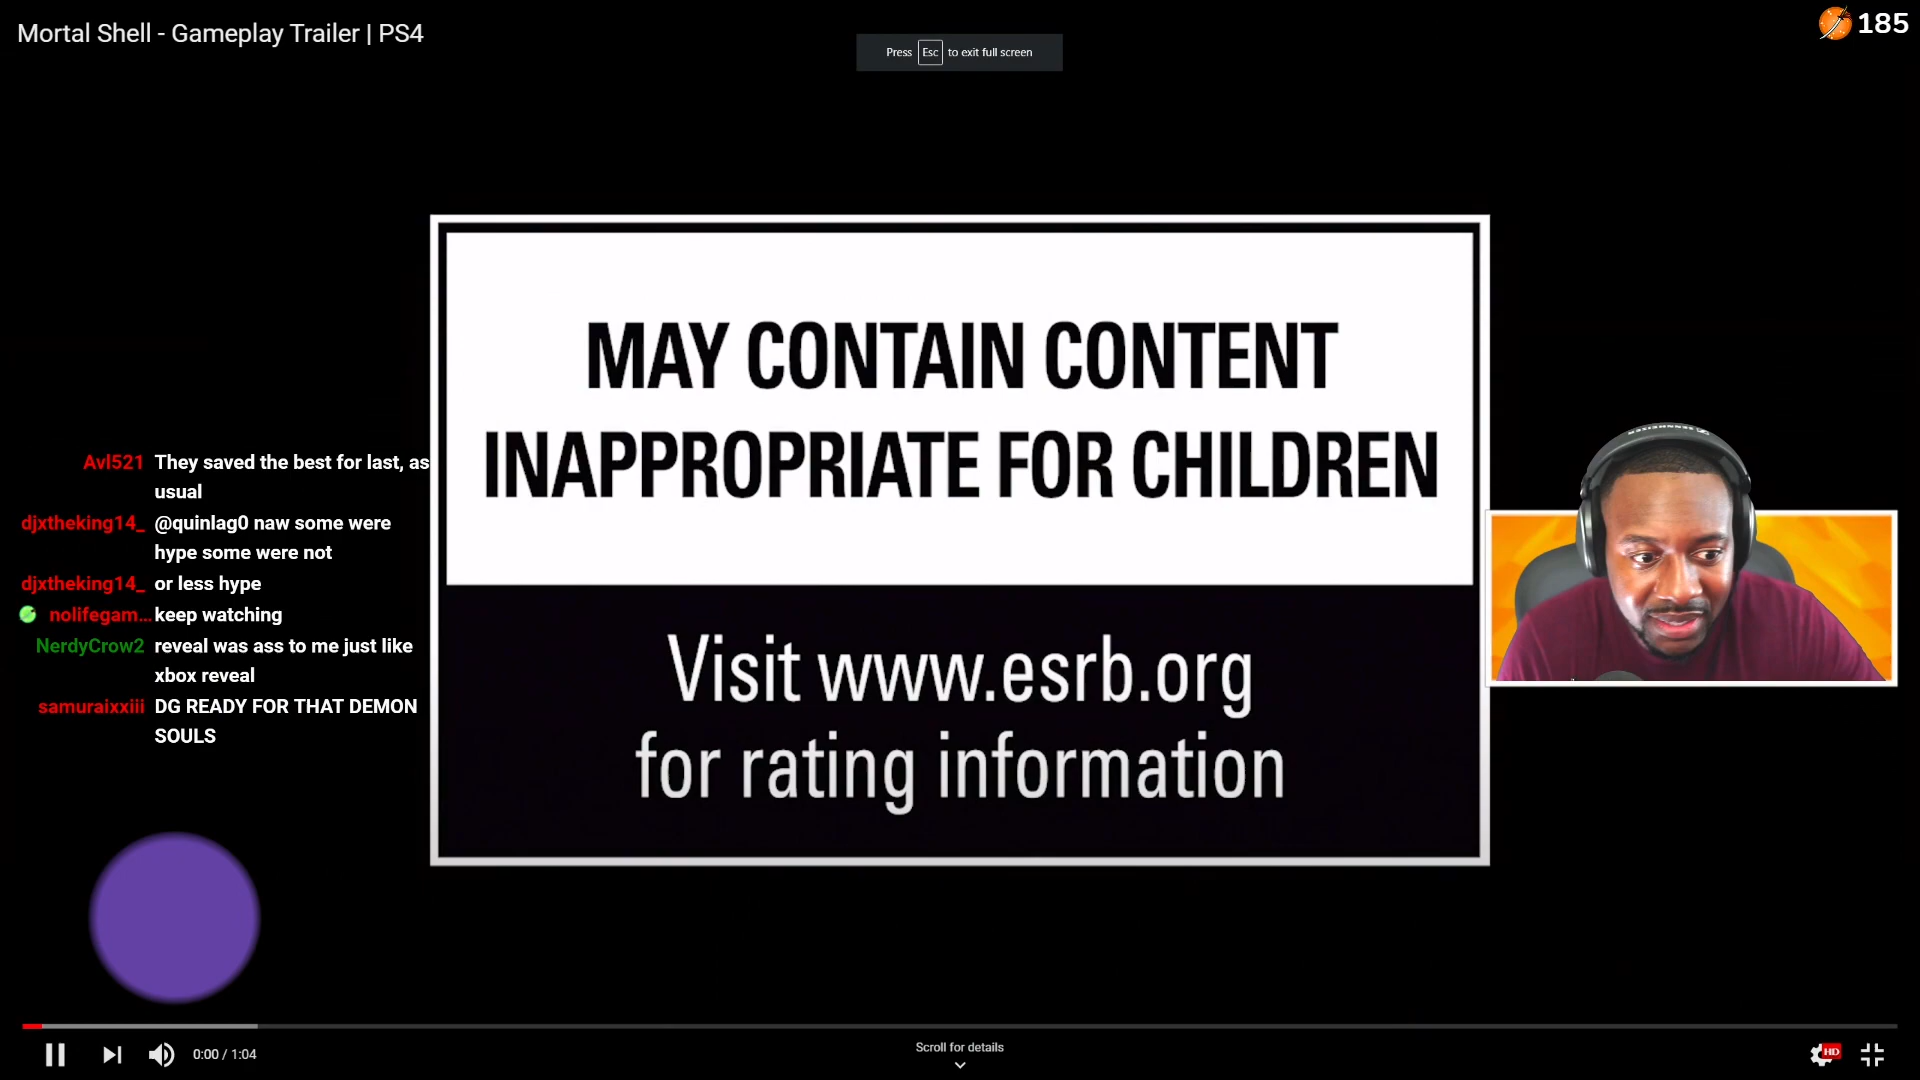 Mortal Shell - Gameplay Trailer | PS4
185
Press Esc to exit full screen
MAY CONTAIN CONTENT
INAPPROPRIATE FOR CHILDREN
Visit www.esrb.org
for rating information
Avl521 They saved the best for last, as
usual
djxtheking14_ @quinlag0 naw some were
hype some were not
djxtheking14_ or less hype
nolifegam... keep watching
NerdyCrow2 reveal was ass to me just like
xbox reveal
samuraixxiii DG READY FOR THAT DEMON
SOULS
SENNHEISER
0:00 / 1:04
Scroll for details
HD